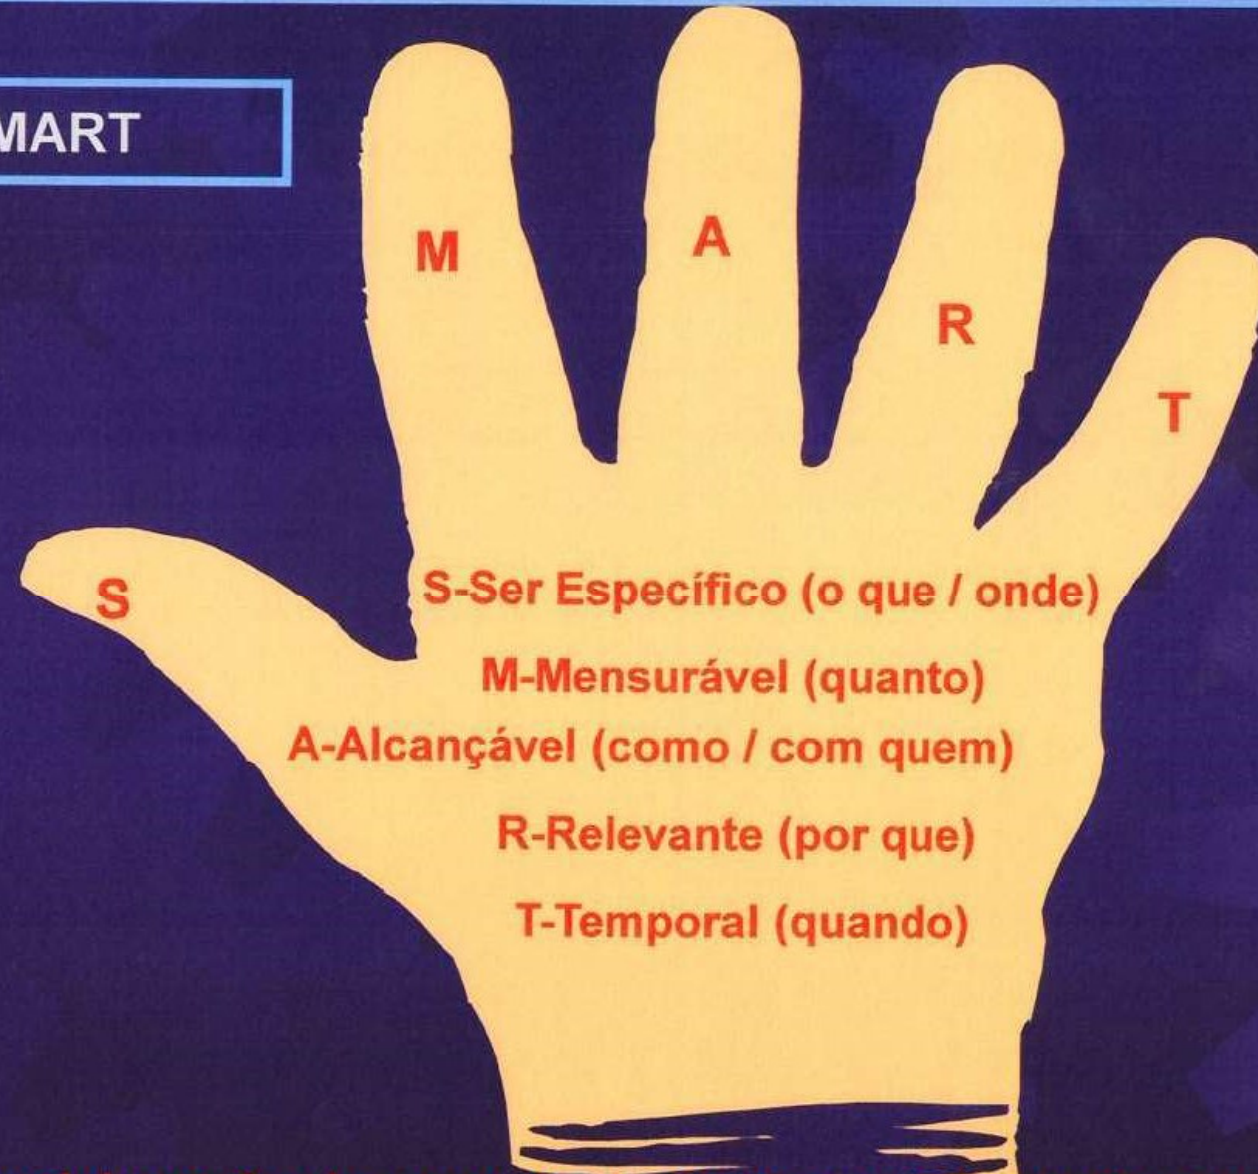 MART
M
A
R
T
S
S-Ser Específico (o que / onde)
M-Mensurável (quanto)
A-Alcançável (como / com quem)
R-Relevante (por que)
T-Temporal (quando)